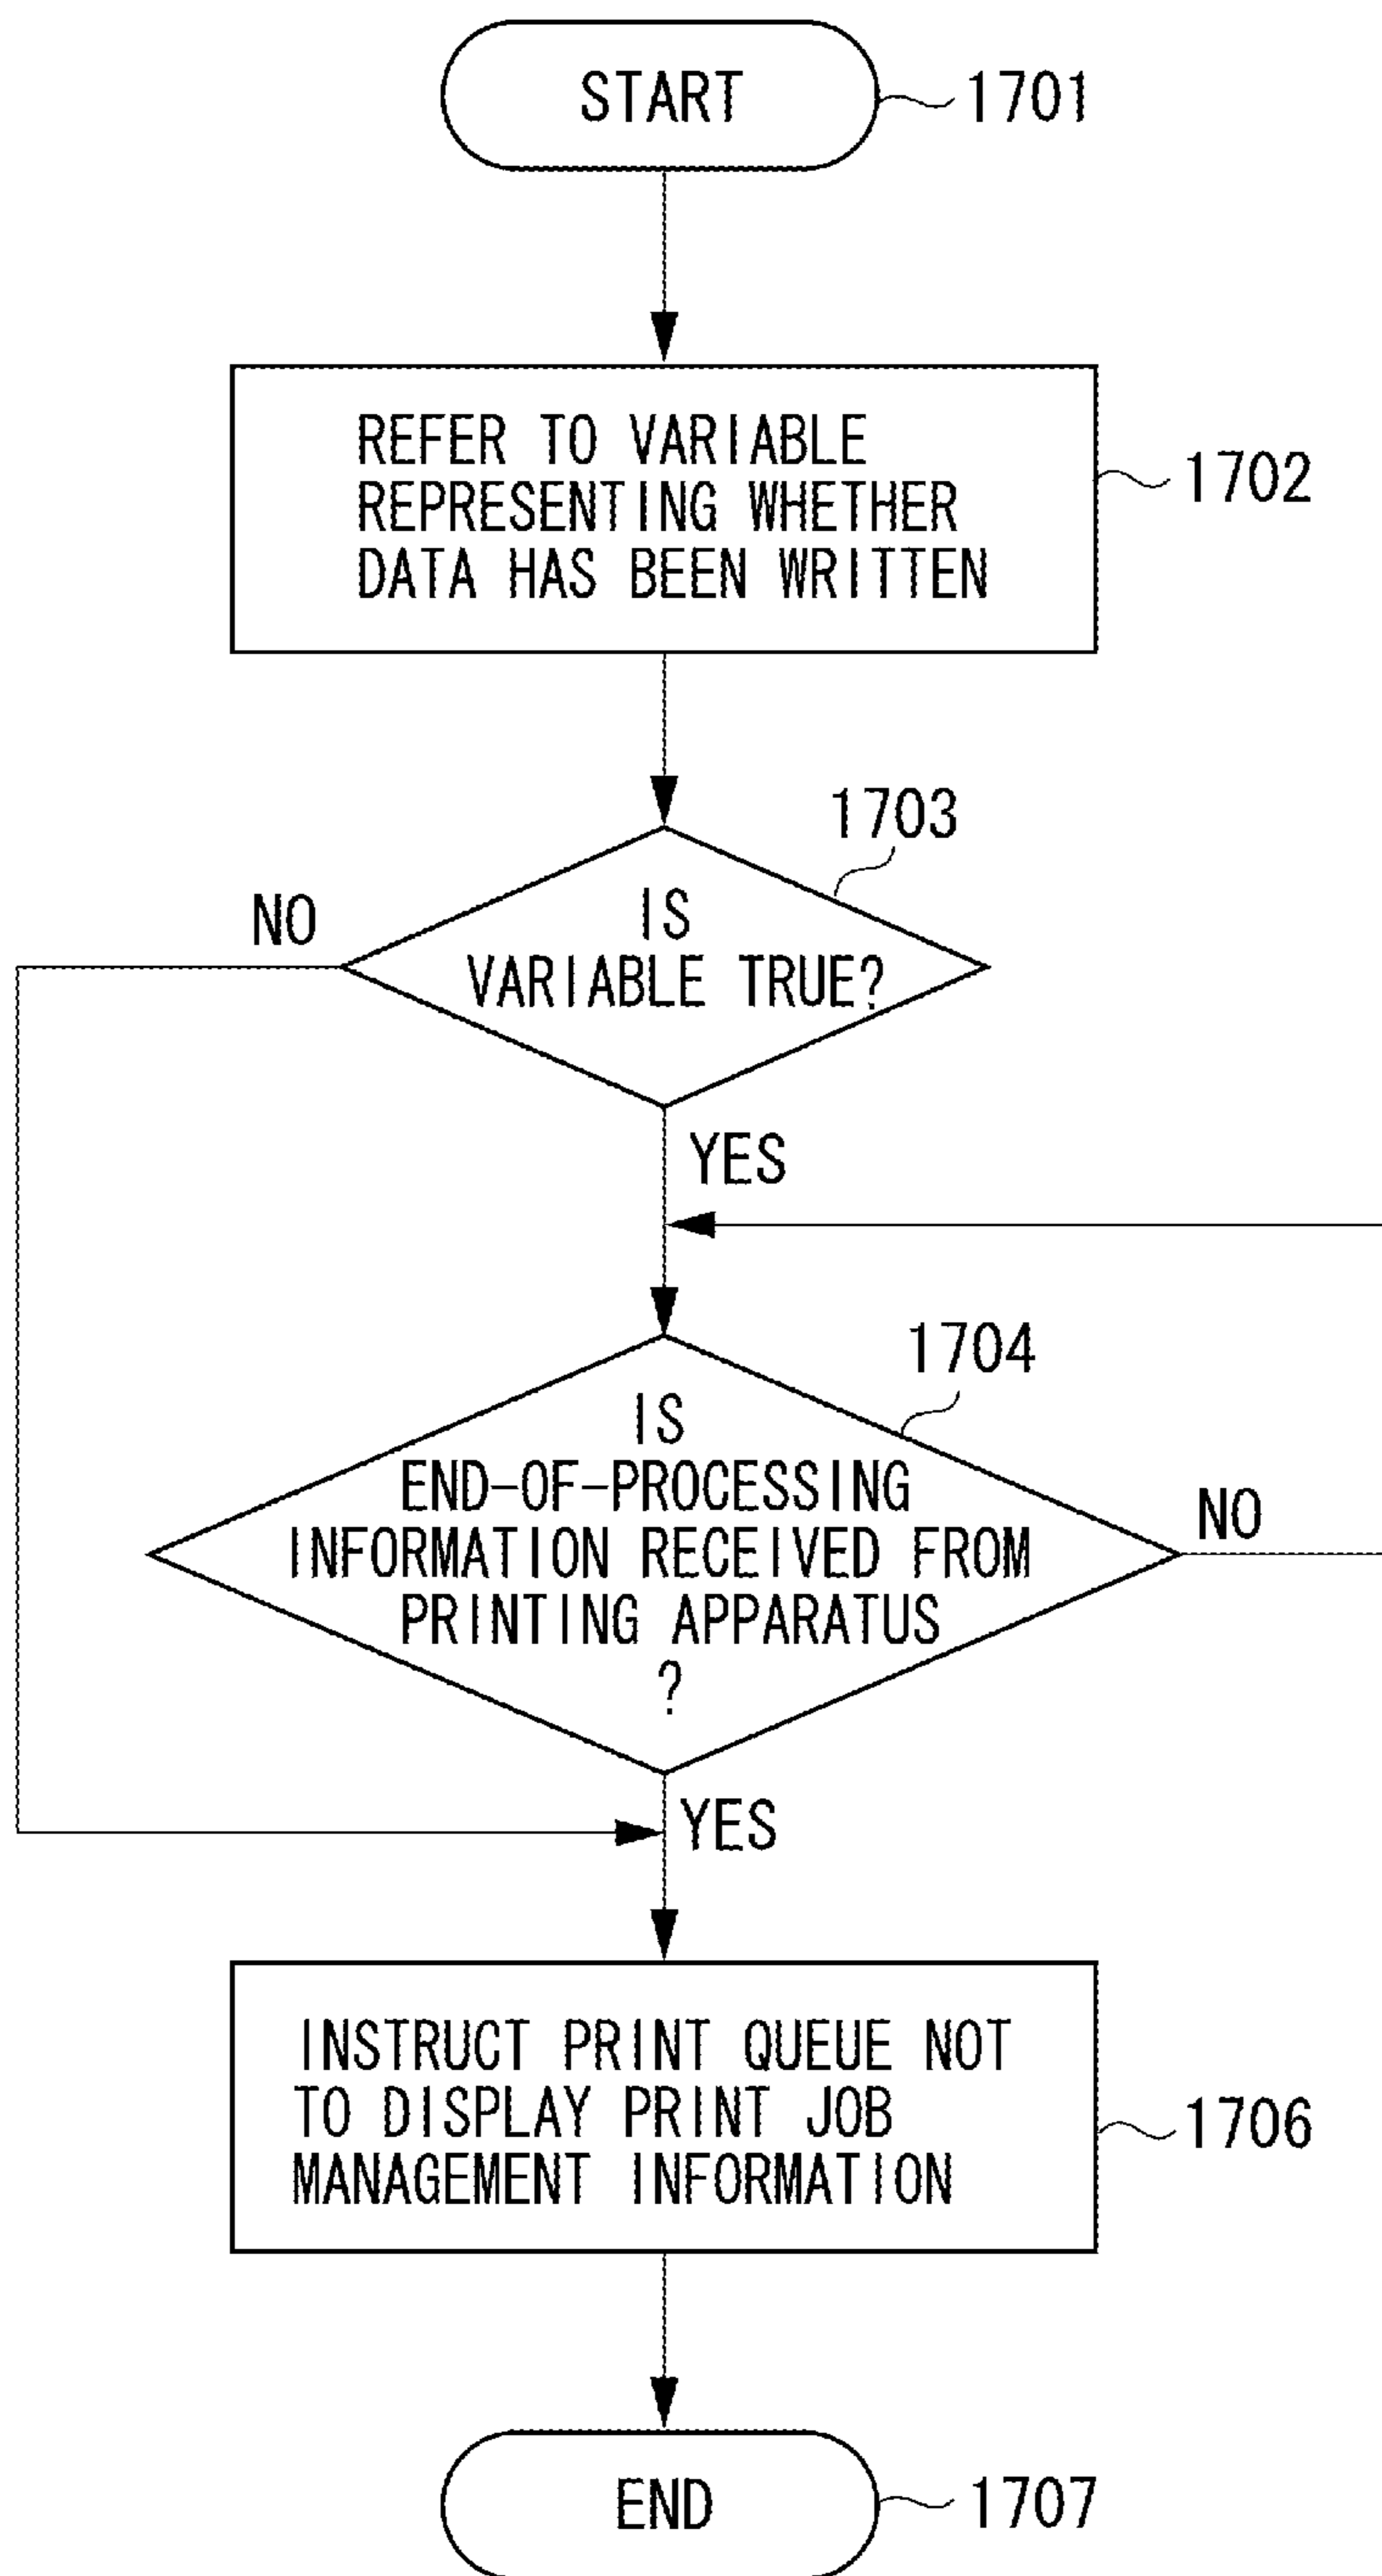 START
1701
REFER TO VARIABLE
REPRESENTING WHETHER
DATA HAS BEEN WRITTEN
1702
1703
IS
VARIABLE TRUE?
NO
YES
1704
IS
END-OF-PROCESSING
INFORMATION RECEIVED FROM
PRINTING APPARATUS
?
NO
YES
INSTRUCT PRINT QUEUE NOT
TO DISPLAY PRINT JOB
MANAGEMENT INFORMATION
1706
END
1707